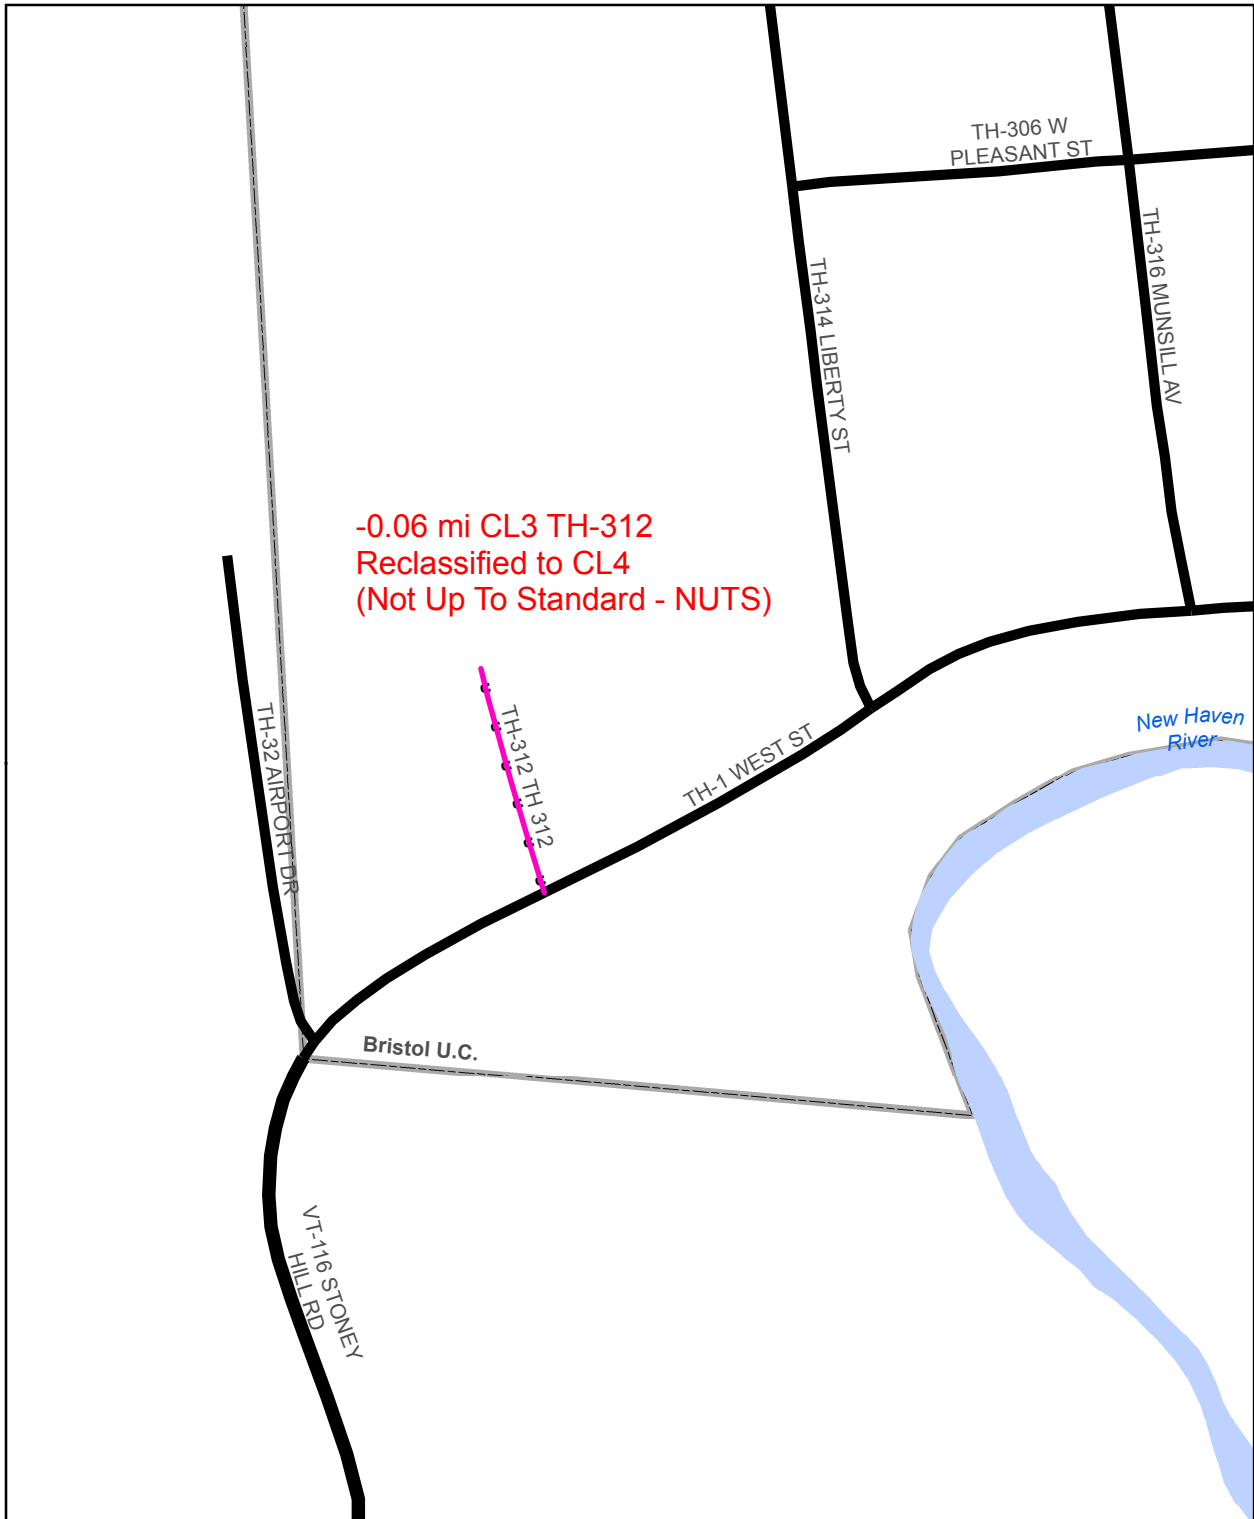 TH-306 W
PLEASANT ST
TH-316 MUNSILL AV
TH-314 LIBERTY ST
-0.06 mi CL3 TH-312
Reclassified to CL4
(Not Up To Standard - NUTS)
TH-32 AIRPORT DR
TH-312 TH 312
TH-1 WEST ST
New Haven
River
Bristol U.C.
VT-116 STONEY
HILL RD